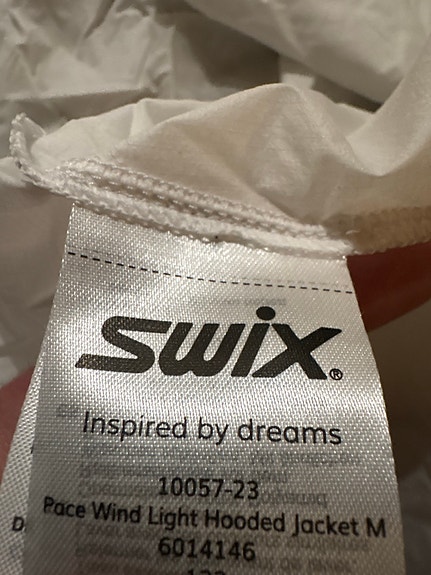 swix®
Inspired by dreams
10057-23
Pace Wind Light Hooded Jacket M
6014146